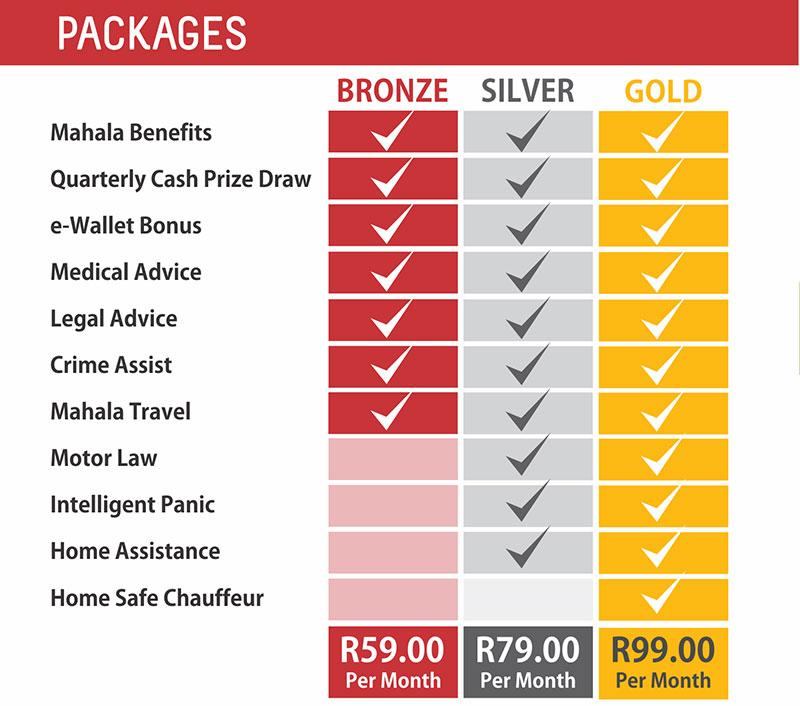 PACKAGES
BRONZE SILVER GOLD
Mahala Benefits
Quarterly Cash Prize Draw
e-Wallet Bonus
Medical Advice
Legal Advice
Crime Assist
Mahala Travel
Motor Law
Intelligent Panic
Home Assistance
Home Safe Chauffeur
R59.00 R79.00 R99.00
Per Month Per Month Per Month